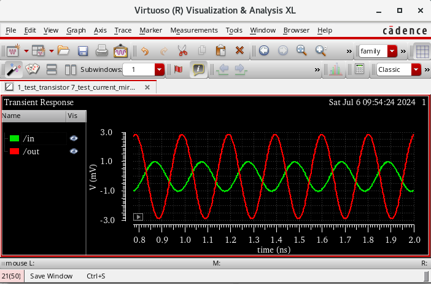 Virtuoso (R) Visualization & Analysis XL
File Edit View Graph Axis Trace Marker Measurements Tools Window Browser Help
cādence
» family »
Subwindows: 1 » » Classic
1_test_transistor 7_test_current_mir...
Transient Response Sat Jul 6 09:54:24 2024 1
Name Vis
/in
/out
V (mV)
3.0
1.0
-1.0
-3.0
0.8 0.9 1.0 1.1 1.2 1.3 1.4 1.5 1.6 1.7 1.8 1.9 2.0
time (ns)
mouse L: M: R:
21(50) Save Window Ctrl+S